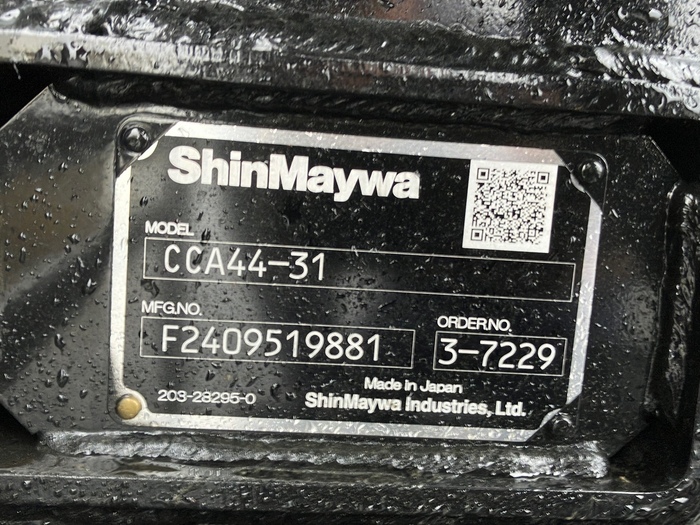 ShinMaywa
MODEL
CCA44-31
MFG.NO.
F2409519881
ORDER.NO.
3-7229
203-28295-0
Made in Japan
ShinMaywa Industries, Ltd.